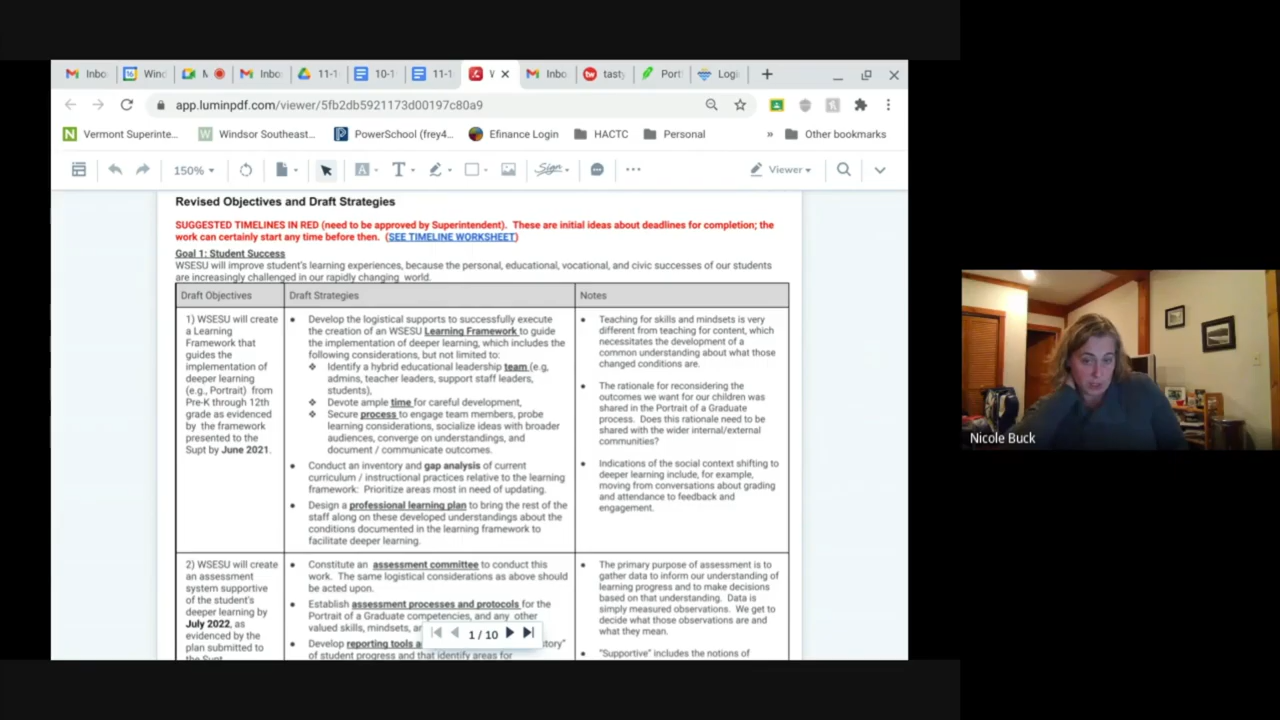 Inbo
Wind
M
Inbo
11-1
10-1
11-1
V
Inbo
tasty
Port
Logi
app.luminpdf.com/viewer/5fb2db5921173d00197c80a9
Vermont Superinte...
Windsor Southeast...
PowerSchool (frey4...
Efinance Login
HACTC
Personal
»
Other bookmarks
150%
Sign
Viewer
Revised Objectives and Draft Strategies
SUGGESTED TIMELINES IN RED (need to be approved by Superintendent). These are initial ideas about deadlines for completion; the
work can certainly start any time before then. (SEE TIMELINE WORKSHEET)
Goal 1: Student Success
WSESU will improve student's learning experiences, because the personal, educational, vocational, and civic successes of our students
are increasingly challenged in our rapidly changing world.
Draft Objectives
Draft Strategies
Notes
1) WSESU will create
a Learning
Framework that
guides the
implementation of
deeper learning
(e.g., Portrait) from
Pre-K through 12th
grade as evidenced
by the framework
presented to the
Supt by June 2021.
● Develop the logistical supports to successfully execute
the creation of an WSESU Learning Framework to guide
the implementation of deeper learning, which includes the
following considerations, but not limited to:
❖ Identify a hybrid educational leadership team (e.g,
admins, teacher leaders, support staff leaders,
students),
❖ Devote ample time for careful development,
❖ Secure process to engage team members, probe
learning considerations, socialize ideas with broader
audiences, converge on understandings, and
document / communicate outcomes.
● Conduct an inventory and gap analysis of current
curriculum / instructional practices relative to the learning
framework: Prioritize areas most in need of updating.
● Design a professional learning plan to bring the rest of the
staff along on these developed understandings about the
conditions documented in the learning framework to
facilitate deeper learning.
● Teaching for skills and mindsets is very
different from teaching for content, which
necessitates the development of a
common understanding about what those
changed conditions are.
● The rationale for reconsidering the
outcomes we want for our children was
shared in the Portrait of a Graduate
process. Does this rationale need to be
shared with the wider internal/external
communities?
● Indications of the social context shifting to
deeper learning include, for example,
moving from conversations about grading
and attendance to feedback and
engagement.
2) WSESU will create
an assessment
system supportive
of the student's
deeper learning by
July 2022, as
evidenced by the
plan submitted to
the Supt
● Constitute an assessment committee to conduct this
work. The same logistical considerations as above should
be acted upon.
● Establish assessment processes and protocols for the
Portrait of a Graduate competencies, and any other
valued skills, mindsets,
● Develop reporting tools
of student progress and that identify areas for
● The primary purpose of assessment is to
gather data to inform our understanding of
learning progress and to make decisions
based on that understanding. Data is
simply measured observations. We get to
decide what those observations are and
what they mean.
● "Supportive" includes the notions of
1 / 10
Nicole Buck